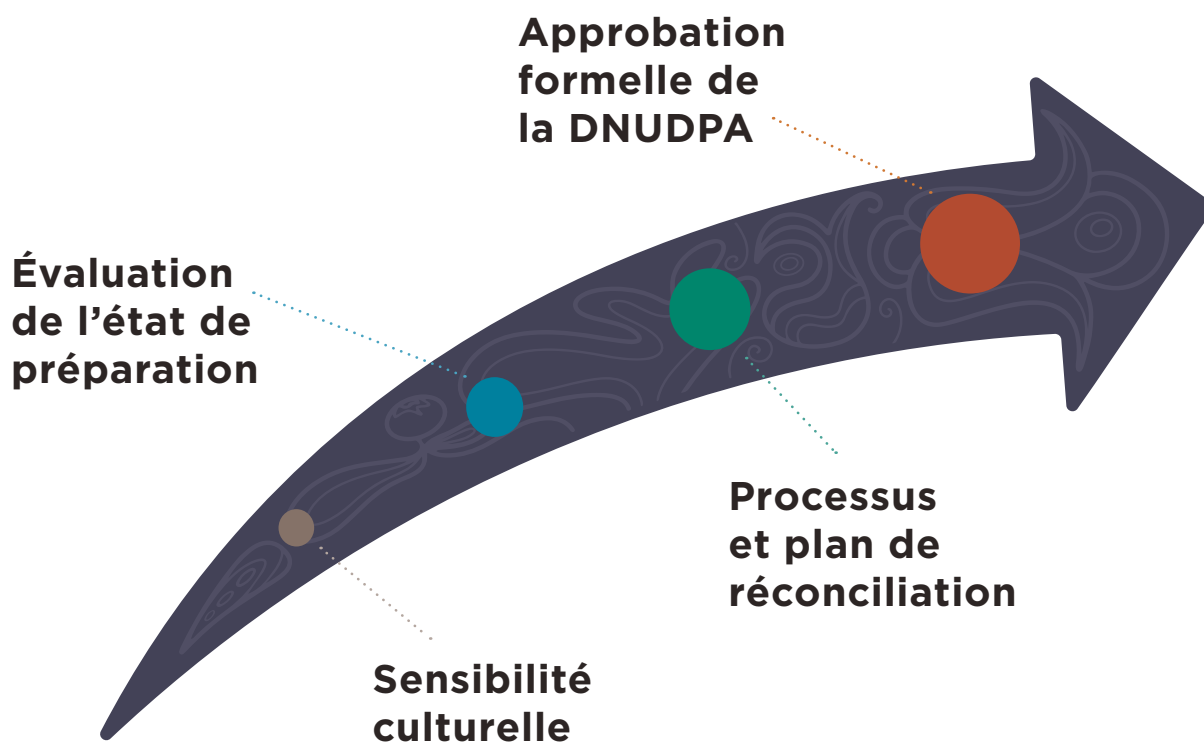 Approbation
formelle de
la DNUDPA
Évaluation
de l’état de
préparation
Processus
et plan de
réconciliation
Sensibilité
culturelle